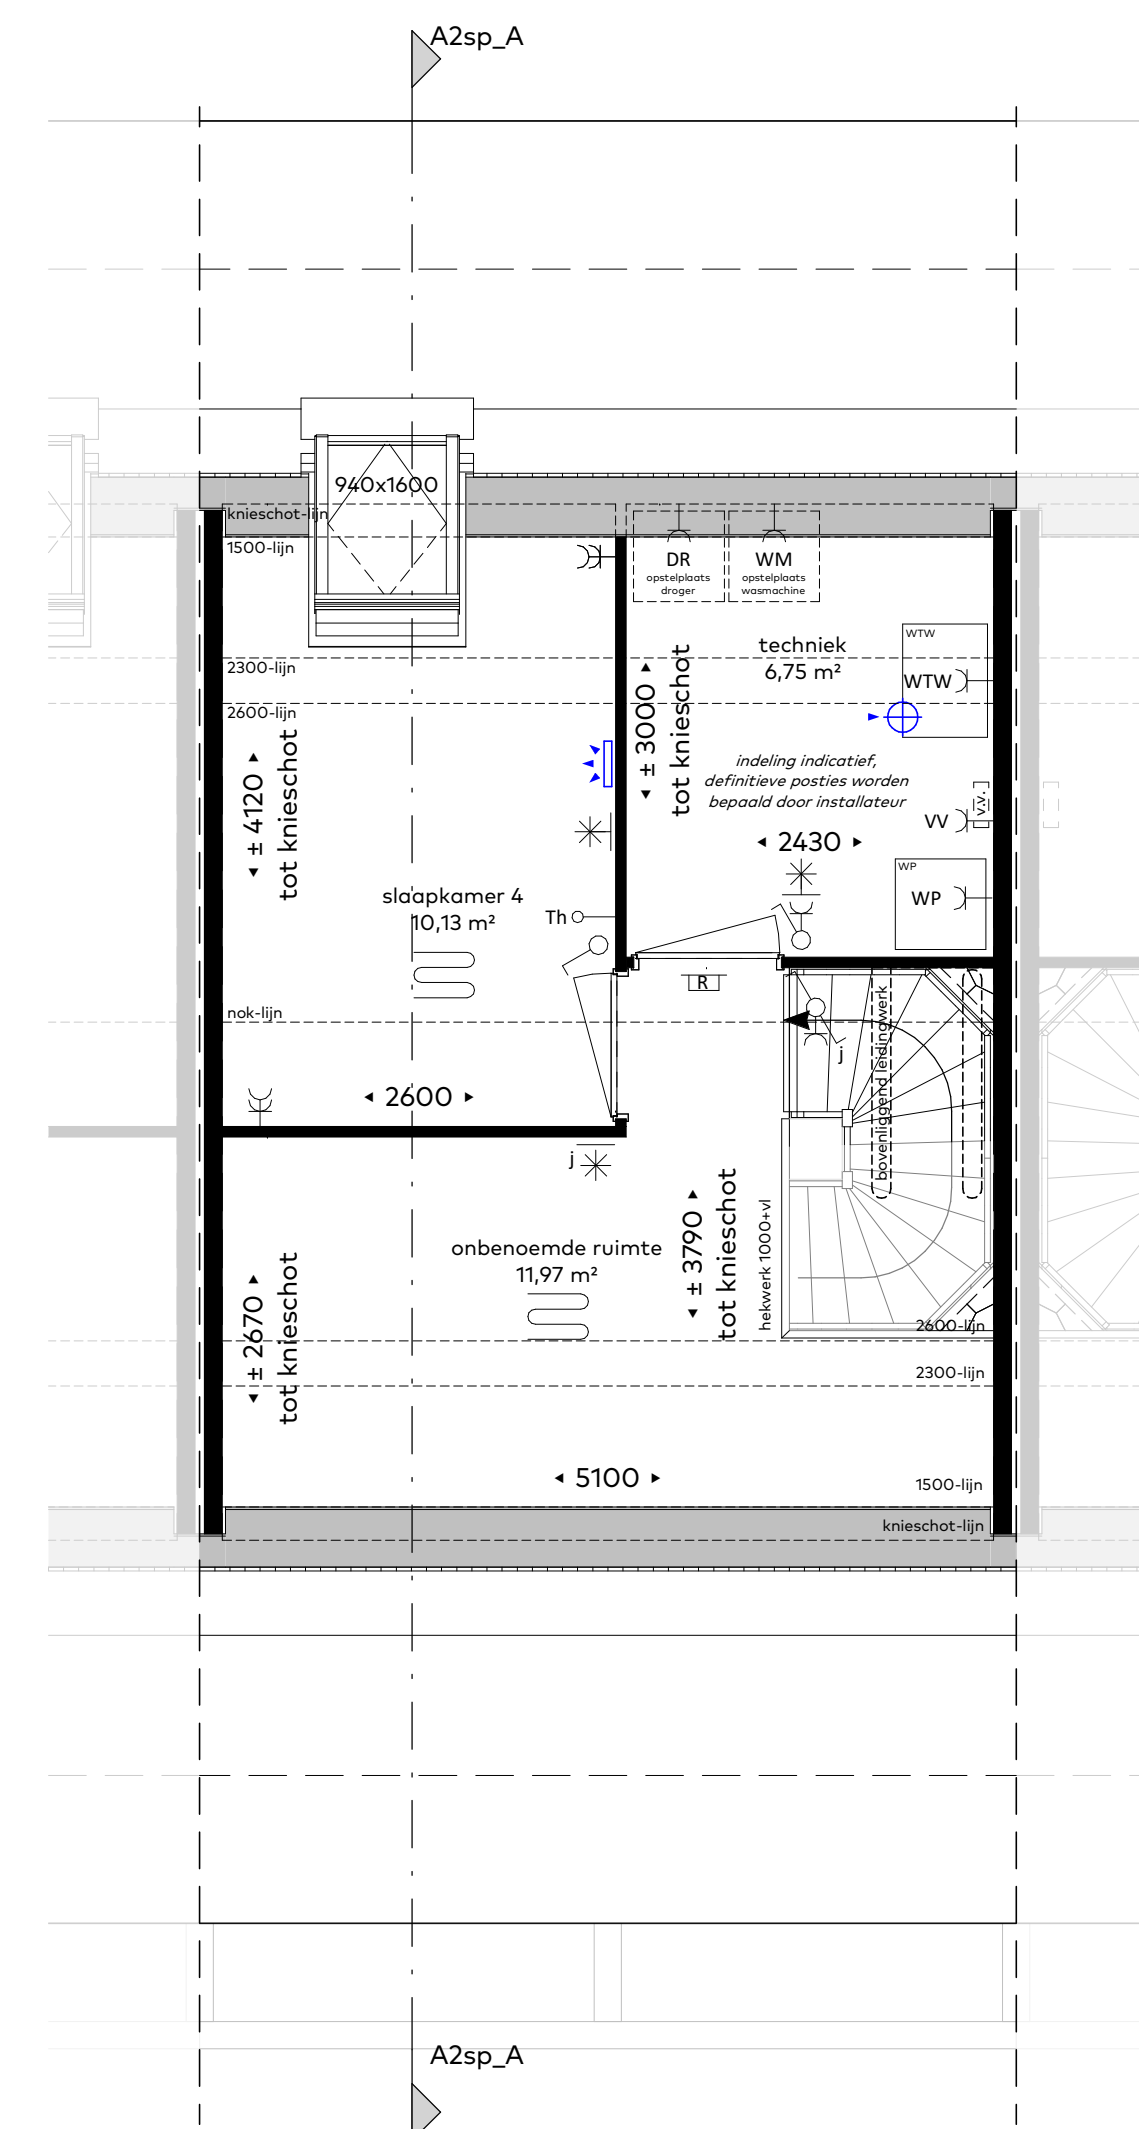 A2sp_A
940x1600
knieschot-lijn
1500-lijn
DR
opstelplaats
droger
WM
opstelplaats
wasmachine
techniek
6,75 m²
WTW
WTW
2300-lijn
2600-lijn
± 4120
tot knieschot
± 3000
tot knieschot
indeling indicatief,
definitieve posties worden
bepaald door installateur
VV
v.v.
2430
WP
WP
slaapkamer 4
10,13 m²
Th
R
nok-lijn
j
bovenliggend leidingwerk
2600
j
onbenoemde ruimte
11,97 m²
± 3790
tot knieschot
hekwerk 1000+vl
± 2670
tot knieschot
2600-lijn
2300-lijn
5100
1500-lijn
knieschot-lijn
A2sp_A